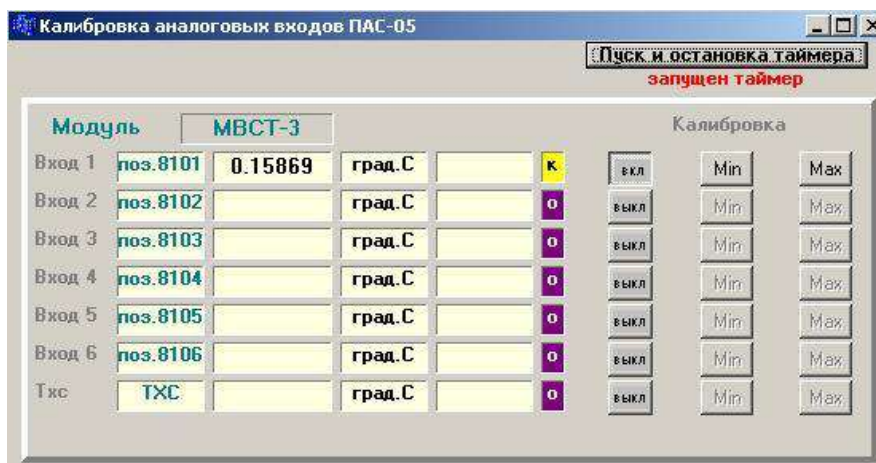 Калибровка аналоговых входов ПАС-05
Пуск и остановка таймера
запущен таймер
Модуль МВСТ-3 Калибровка
Вход 1 поз.8101 0.15869 град.С К вкл Min Max
Вход 2 поз.8102 град.С О выкл Min Max
Вход 3 поз.8103 град.С О выкл Min Max
Вход 4 поз.8104 град.С О выкл Min Max
Вход 5 поз.8105 град.С О выкл Min Max
Вход 6 поз.8106 град.С О выкл Min Max
Тхс ТХС град.С О выкл Min Max